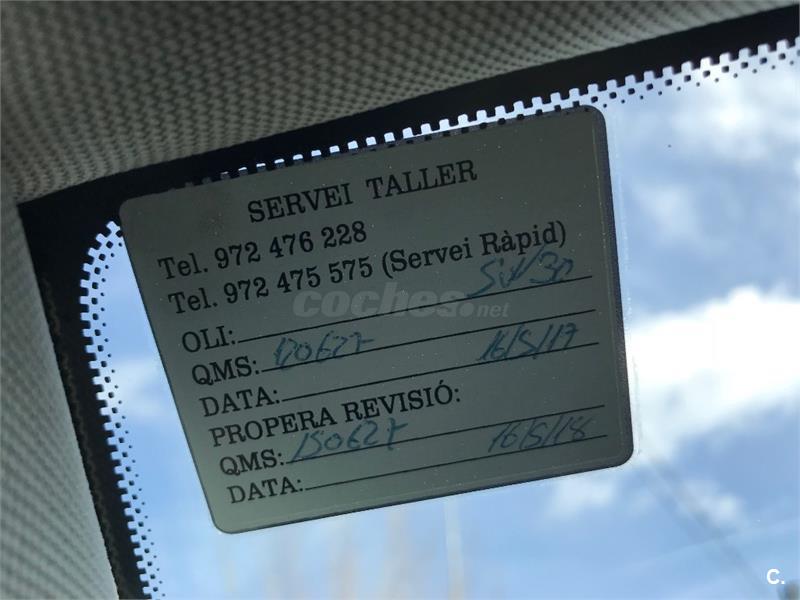 SERVEI TALLER
Tel. 972 476 228
Tel. 972 475 575 (Servei Ràpid)
OLI: 5W30
QMS: 120627
DATA: 16/5/17
PROPERA REVISIÓ:
QMS: 150627
DATA: 16/5/18
coches.net
C.